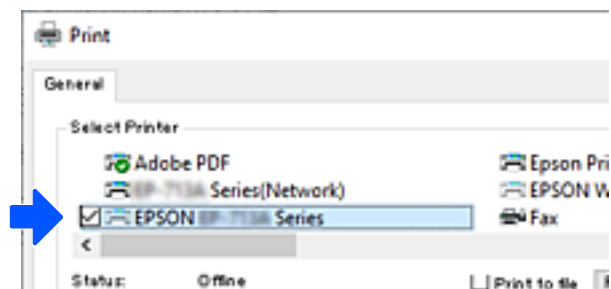 Print
General
Select Printer
Adobe PDF
Epson Pri
Series(Network)
EPSON W
EPSON Series
Fax
Status: Offline
Print to file